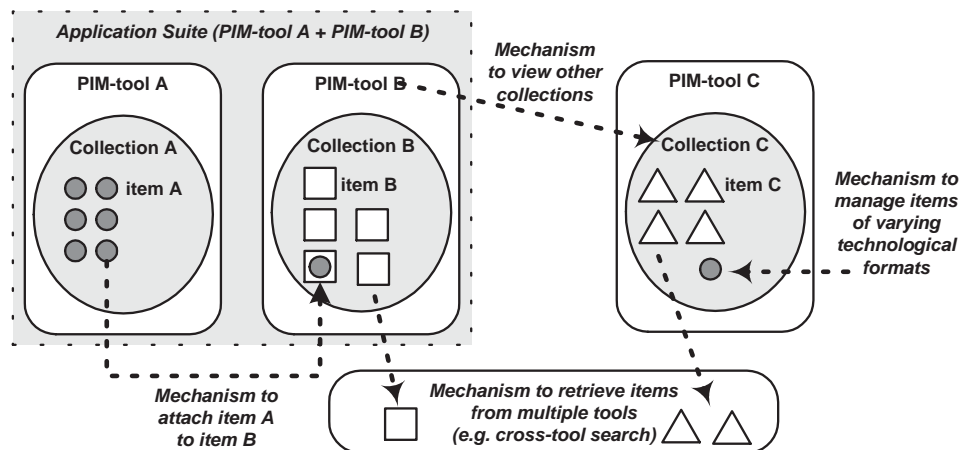 Application Suite (PIM-tool A + PIM-tool B)
PIM-tool A
PIM-tool B
Mechanism
to view other
collections
PIM-tool C
Collection A
item A
Collection B
item B
Collection C
item C
Mechanism to
manage items
of varying
technological
formats
Mechanism to
attach item A
to item B
Mechanism to retrieve items
from multiple tools
(e.g. cross-tool search)